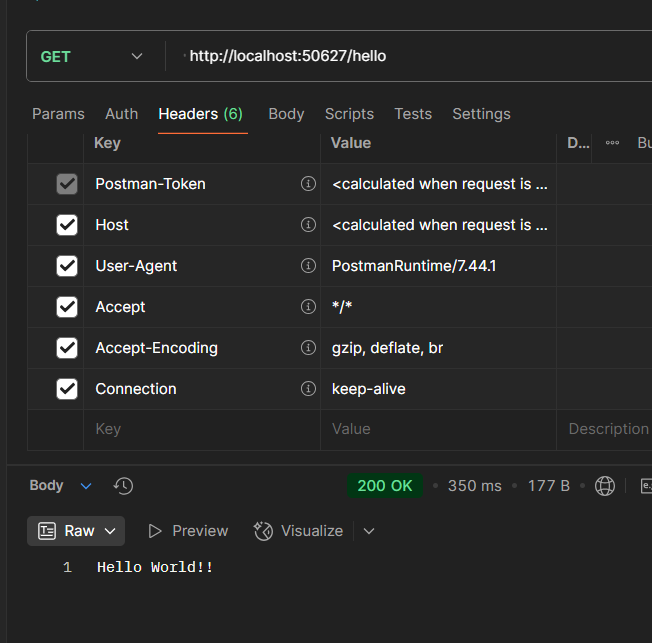 GET http://localhost:50627/hello
Params Auth Headers (6) Body Scripts Tests Settings
Key Value D... Bu
Postman-Token <calculated when request is ...
Host <calculated when request is ...
User-Agent PostmanRuntime/7.44.1
Accept */*
Accept-Encoding gzip, deflate, br
Connection keep-alive
Key Value Description
Body 200 OK • 350 ms • 177 B •
Raw Preview Visualize
1 Hello World!!